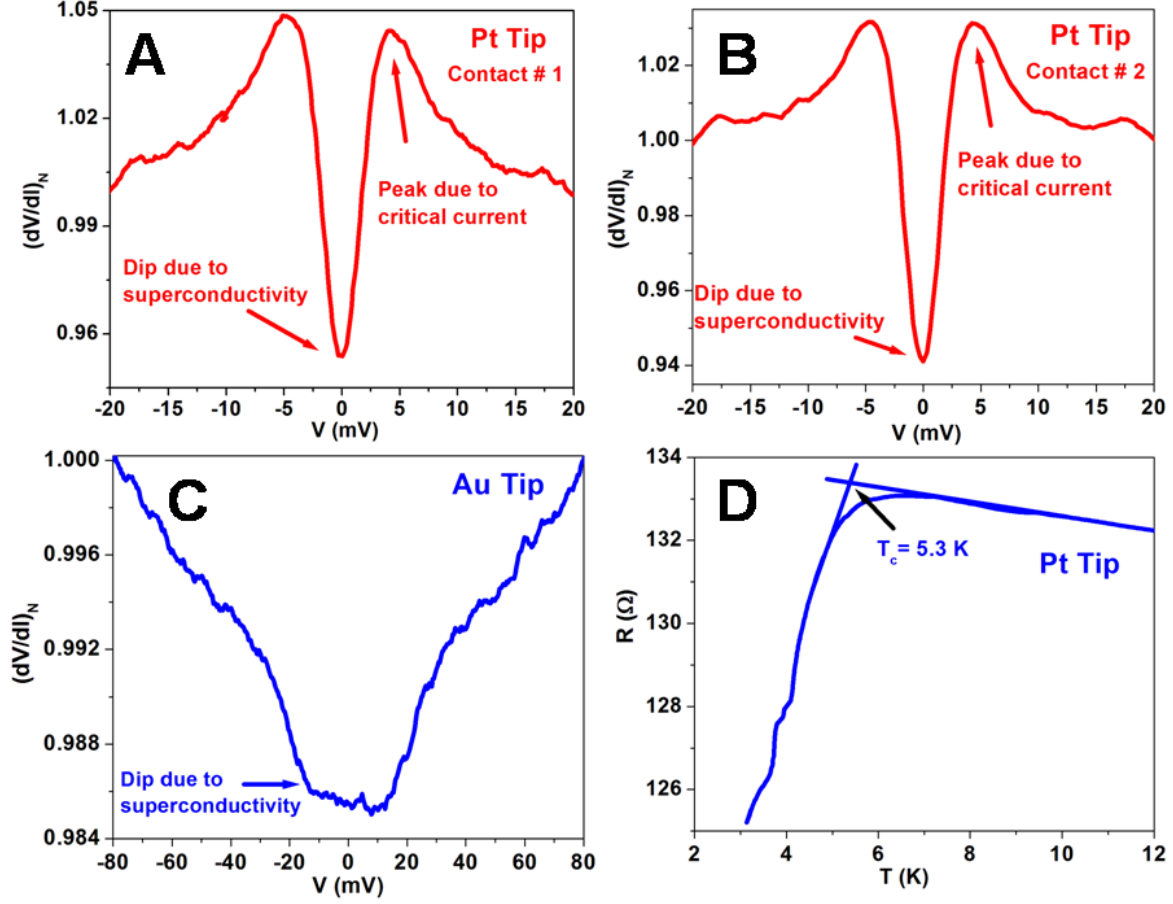 A
Pt Tip
Contact # 1
Peak due to
critical current
Dip due to
superconductivity
(dV/dI)N
1.05
1.02
0.99
0.96
-20 -15 -10 -5 0 5 10 15 20
V (mV)
B
Pt Tip
Contact # 2
Peak due to
critical current
Dip due to
superconductivity
(dV/dI)N
1.02
1.00
0.98
0.96
0.94
-20 -15 -10 -5 0 5 10 15 20
V (mV)
C
Au Tip
Dip due to
superconductivity
(dV/dI)N
1.000
0.996
0.992
0.988
0.984
-80 -60 -40 -20 0 20 40 60 80
V (mV)
D
Tc= 5.3 K
Pt Tip
R (Ω)
134
132
130
128
126
2 4 6 8 10 12
T (K)